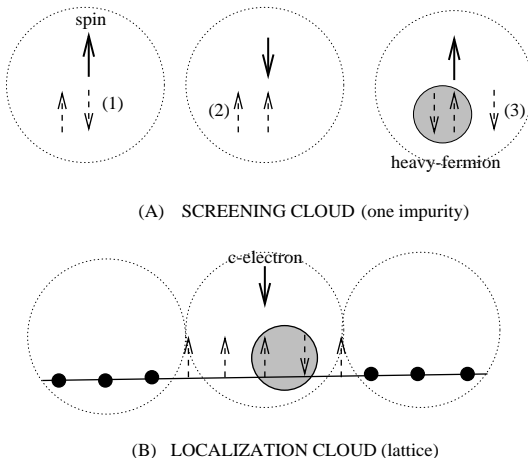 spin
(1)
(2)
(3)
heavy-fermion
(A) SCREENING CLOUD (one impurity)
c-electron
(B) LOCALIZATION CLOUD (lattice)